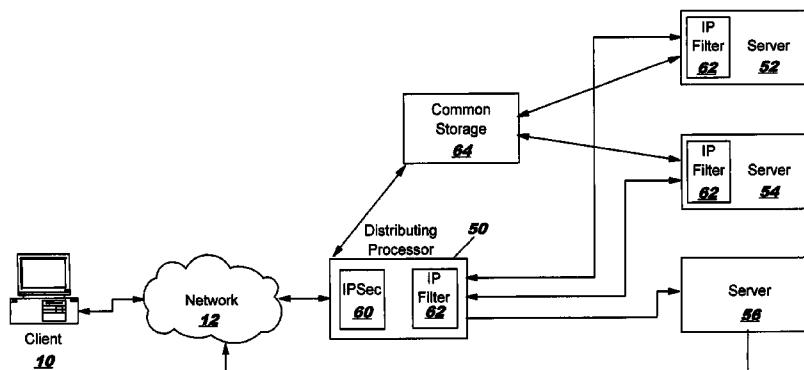 IP
Filter
62
Server
52
Common
Storage
64
IP
Filter
62
Server
54
Distributing
Processor
50
IPSec
60
IP
Filter
62
Server
56
Network
12
Client
10